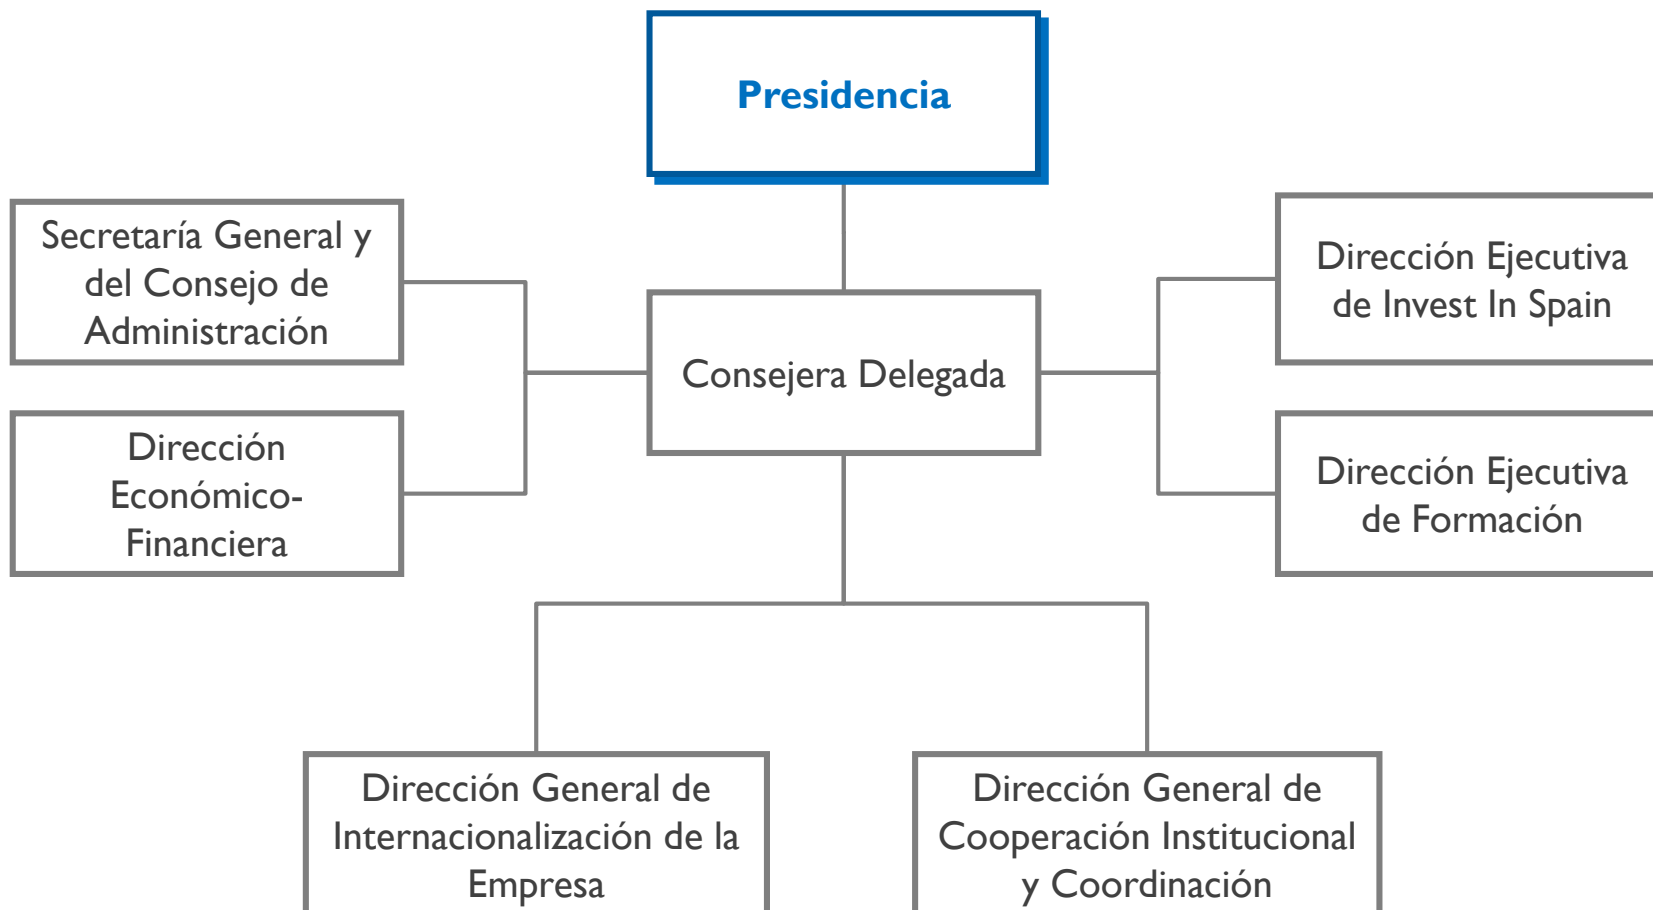 Presidencia
Secretaría General y
del Consejo de
Administración
Dirección Ejecutiva
de Invest In Spain
Consejera Delegada
Dirección
Económico-
Financiera
Dirección Ejecutiva
de Formación
Dirección General de
Internacionalización de la
Empresa
Dirección General de
Cooperación Institucional
y Coordinación